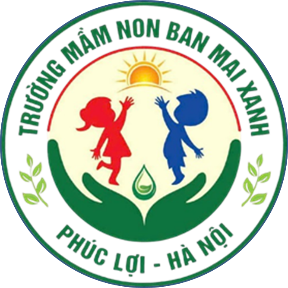 TRƯỜNG MẦM NON BAN MAI XANH
PHÚC LỢI - HÀ NỘI